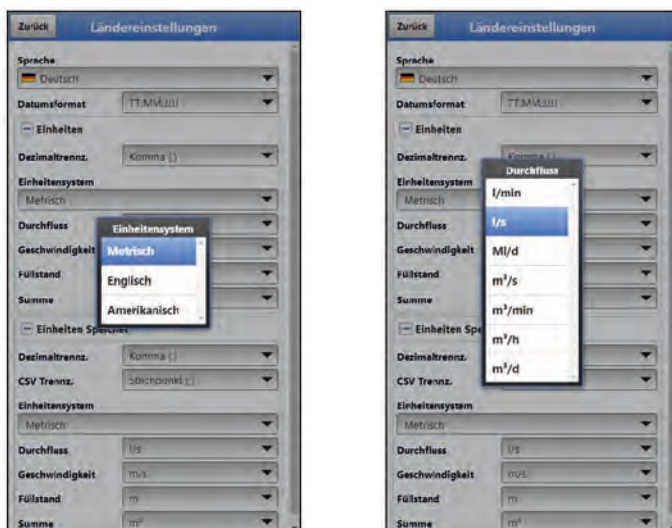 Zurück Ländereinstellungen
Sprache
Deutsch
Datumsformat TT.MM.JJJJ
Einheiten
Dezimaltrennz. Komma (,)
Einheitensystem
Metrisch
Durchfluss
Geschwindigkeit
Füllstand
Summe
Einheitensystem
Metrisch
Englisch
Amerikanisch
Einheiten Speicher
Dezimaltrennz. Komma (,)
CSV Trennz. Strichpunkt (;)
Einheitensystem
Metrisch
Durchfluss l/s
Geschwindigkeit m/s
Füllstand m
Summe m³
Zurück Ländereinstellungen
Sprache
Deutsch
Datumsformat TT.MM.JJJJ
Einheiten
Dezimaltrennz. Komma (,)
Einheitensystem
Metrisch
Durchfluss
Geschwindigkeit
Füllstand
Summe
Durchfluss
l/min
l/s
Ml/d
m³/s
m³/min
m³/h
m³/d
Einheiten Spe
Dezimaltrennz.
CSV Trennz.
Einheitensystem
Metrisch
Durchfluss l/s
Geschwindigkeit m/s
Füllstand m
Summe m³